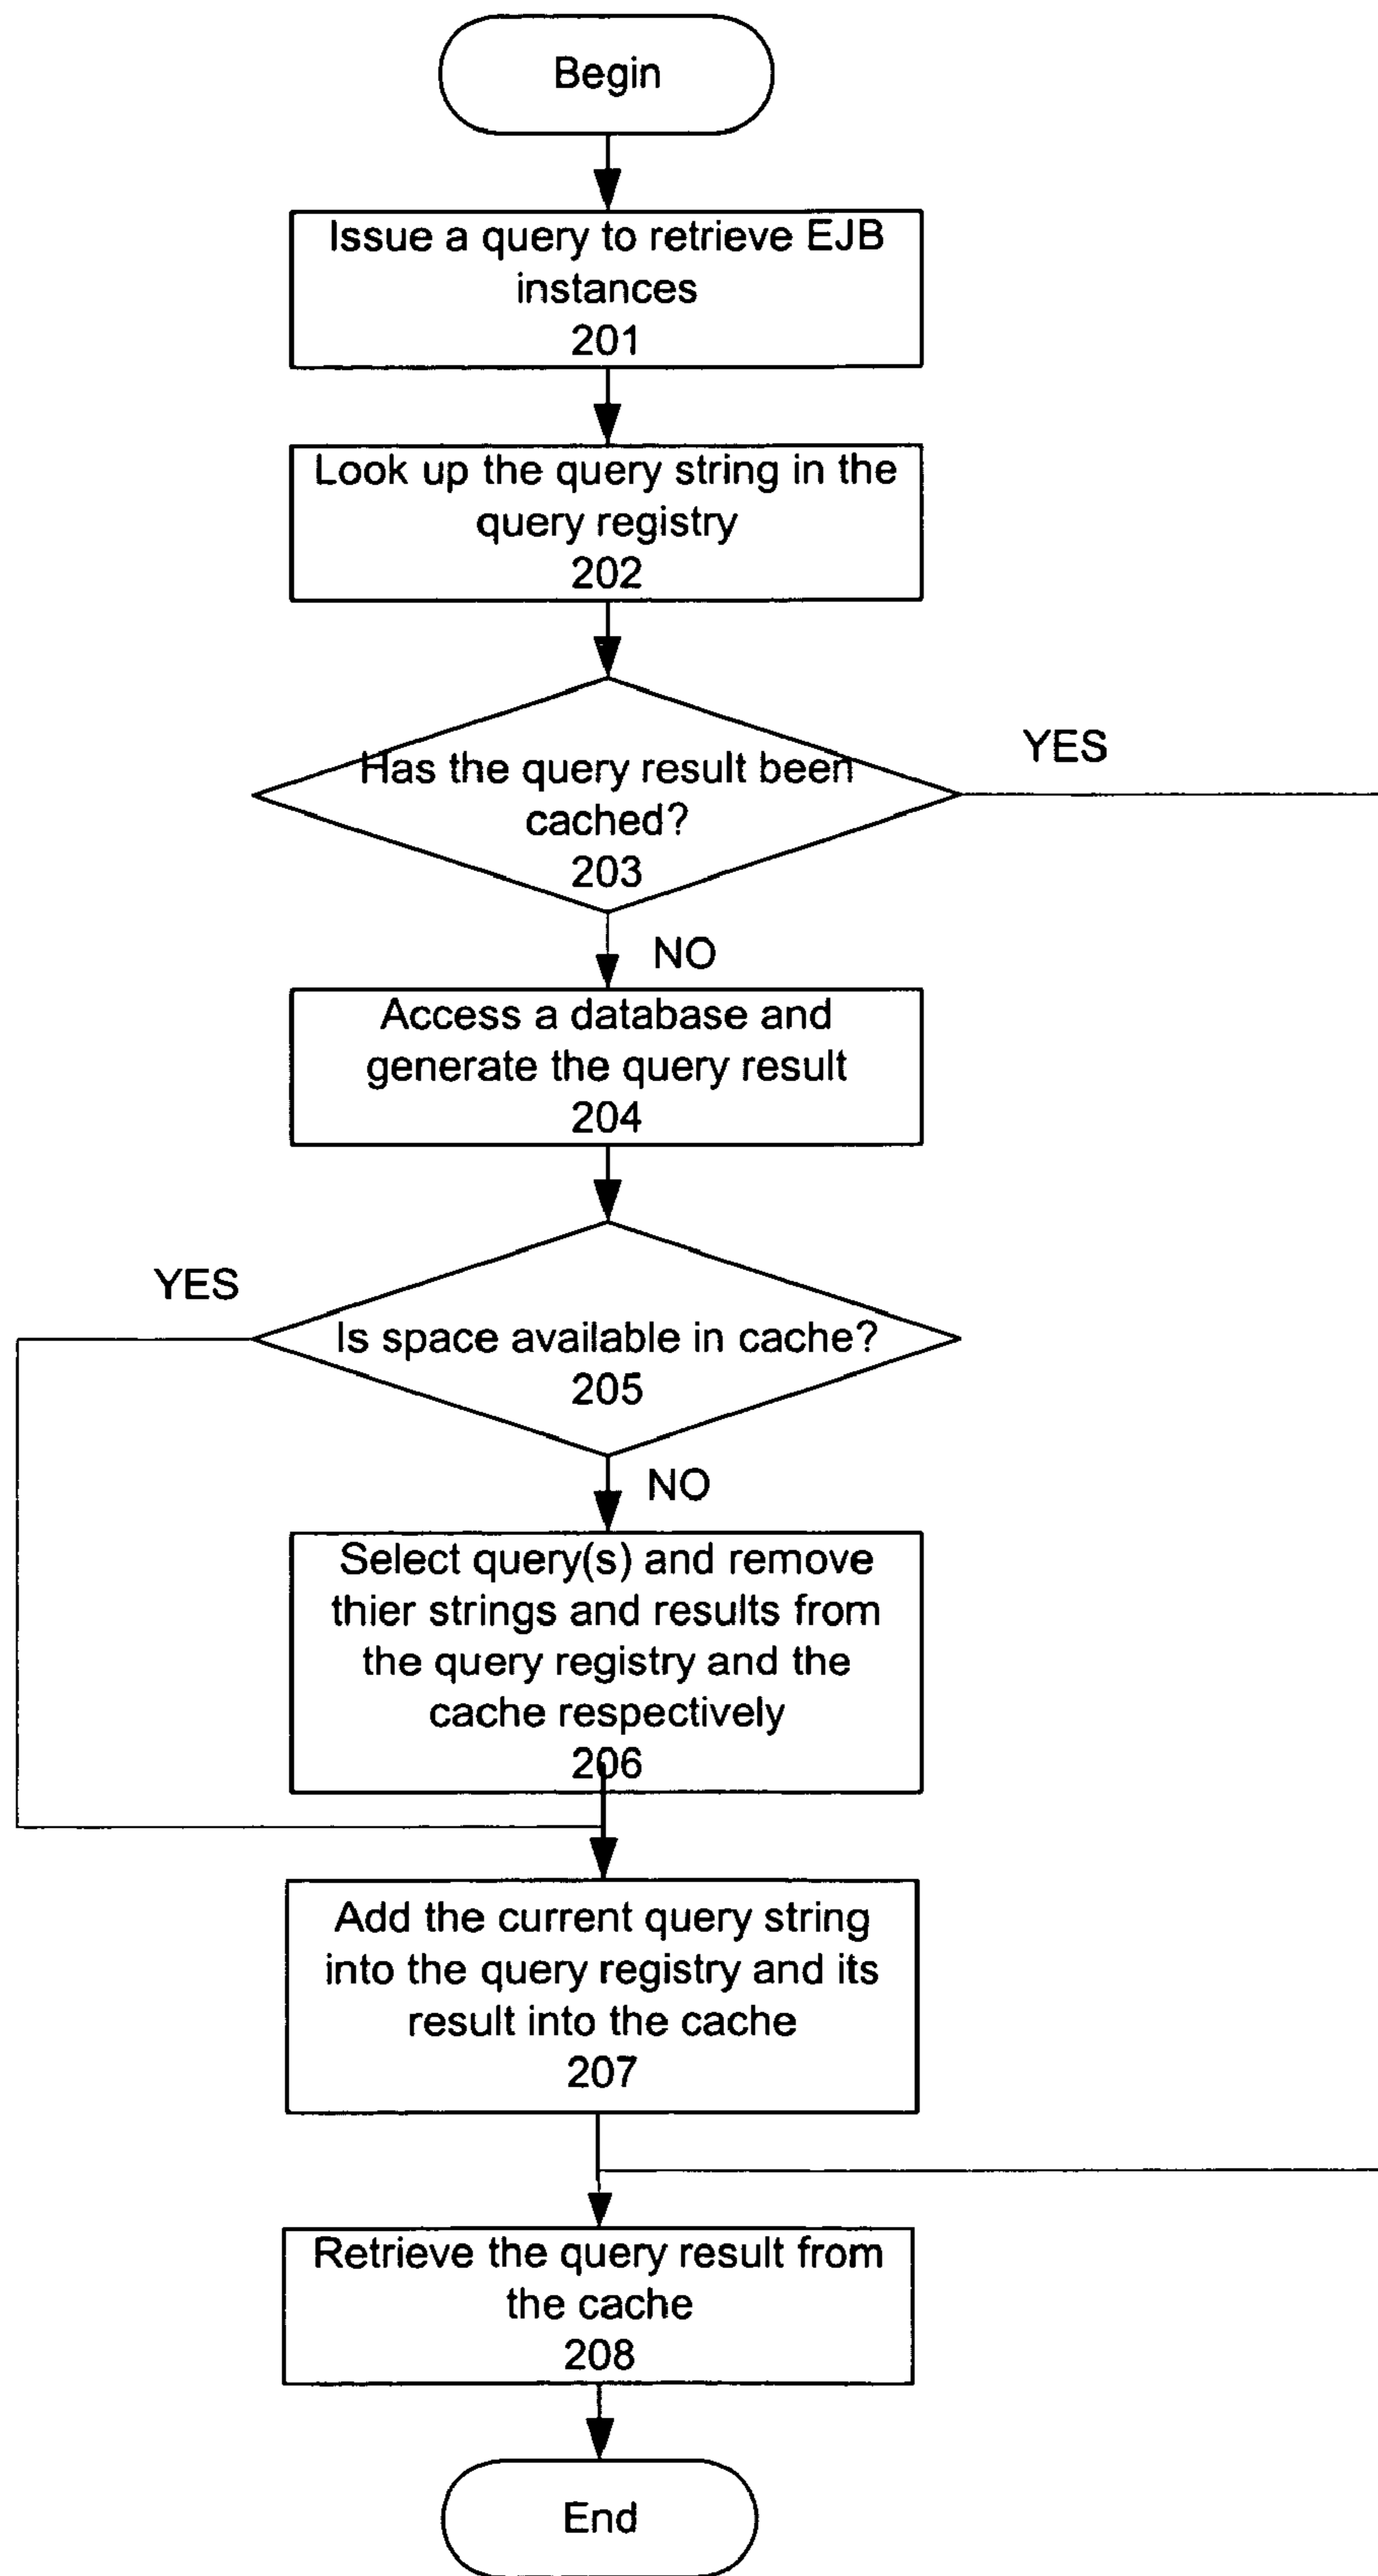 Begin
Issue a query to retrieve EJB
instances
201
Look up the query string in the
query registry
202
Has the query result been
cached?
203
YES
NO
Access a database and
generate the query result
204
YES
Is space available in cache?
205
NO
Select query(s) and remove
thier strings and results from
the query registry and the
cache respectively
206
Add the current query string
into the query registry and its
result into the cache
207
Retrieve the query result from
the cache
208
End